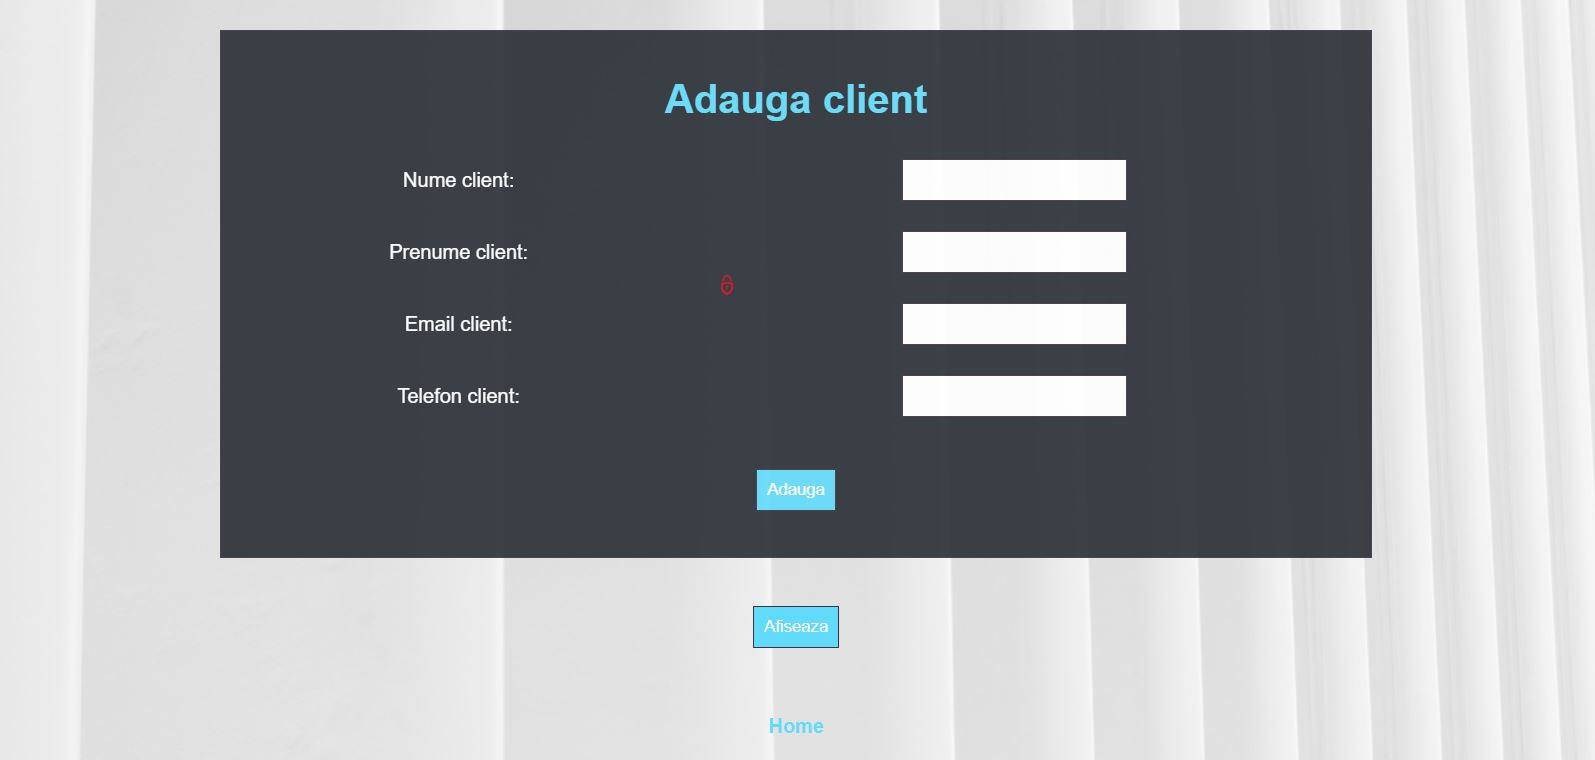 Adauga client
Nume client:
Prenume client:
Email client:
Telefon client:
Adauga
Afiseaza
Home